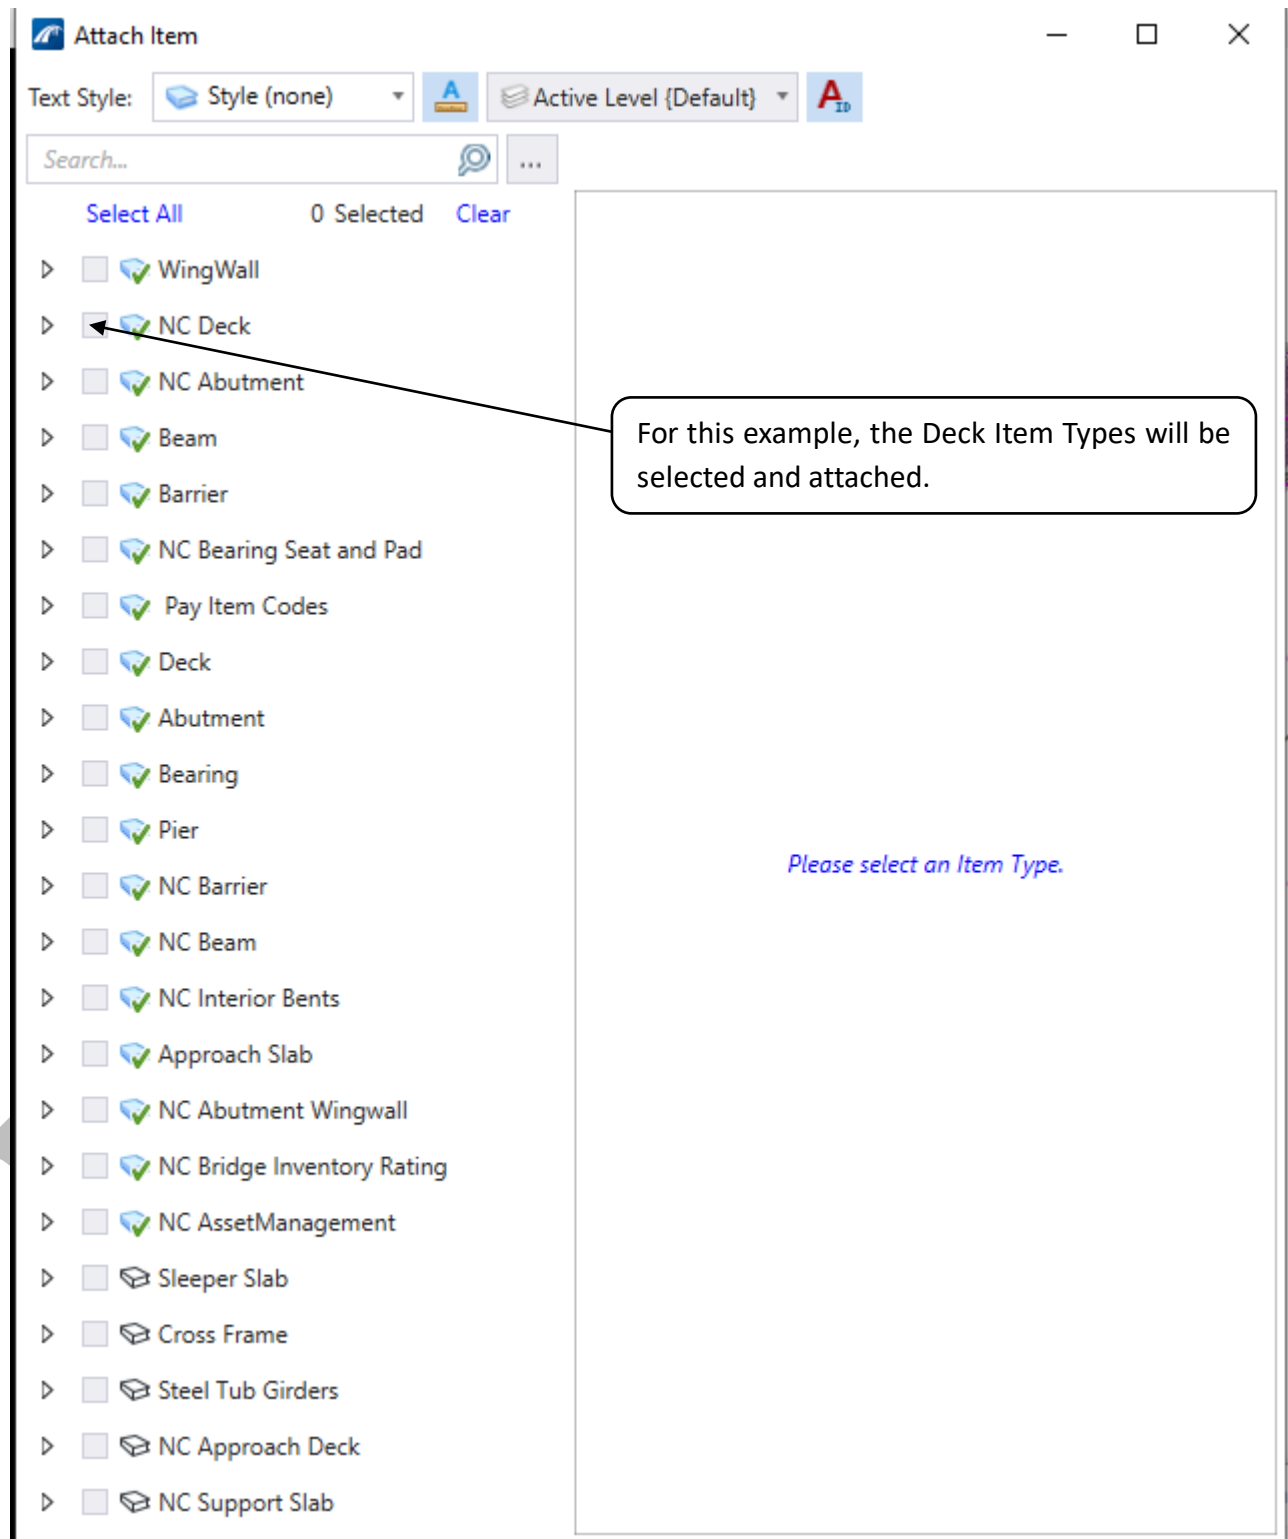 Attach Item
Text Style: Style (none) A Active Level {Default} A ID
Search... ...
Select All 0 Selected Clear
WingWall
NC Deck
NC Abutment
Beam
For this example, the Deck Item Types will be
selected and attached.
Barrier
NC Bearing Seat and Pad
Pay Item Codes
Deck
Abutment
Bearing
Pier
Please select an Item Type.
NC Barrier
NC Beam
NC Interior Bents
Approach Slab
NC Abutment Wingwall
NC Bridge Inventory Rating
NC AssetManagement
Sleeper Slab
Cross Frame
Steel Tub Girders
NC Approach Deck
NC Support Slab